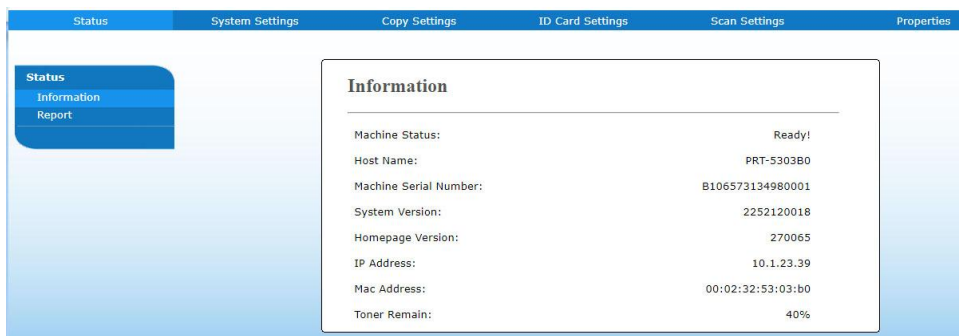 Status System Settings Copy Settings ID Card Settings Scan Settings Properties
Status
Information
Report
Information
Machine Status: Ready!
Host Name: PRT-5303B0
Machine Serial Number: B106573134980001
System Version: 2252120018
Homepage Version: 270065
IP Address: 10.1.23.39
Mac Address: 00:02:32:53:03:b0
Toner Remain: 40%